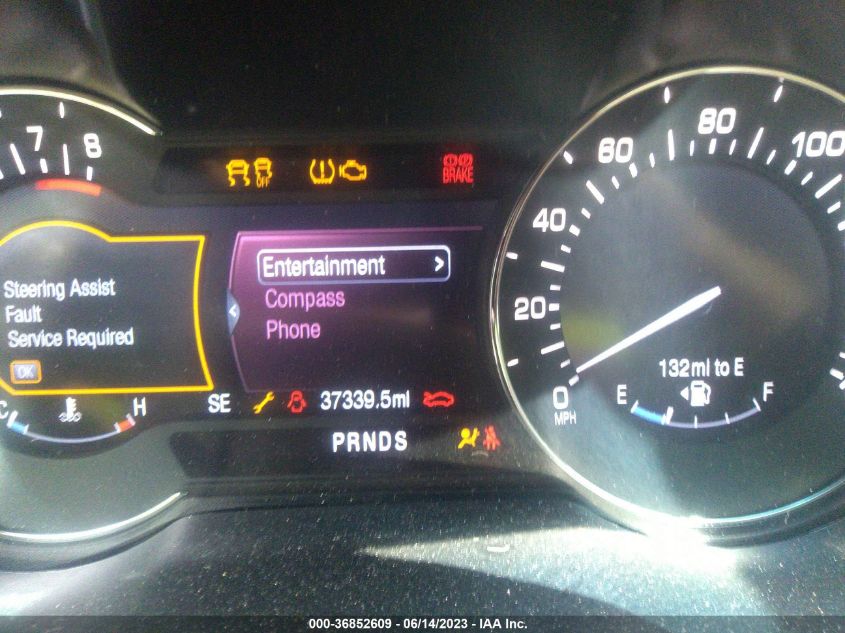 7 8
OFF
BRAKE
Steering Assist
Fault
Service Required
OK
Entertainment >
Compass
Phone
C H
SE 37339.5mi
PRNDS
0 20 40 60 80 100
MPH
132mi to E
E F
000-36852609 - 06/14/2023 - IAA Inc.